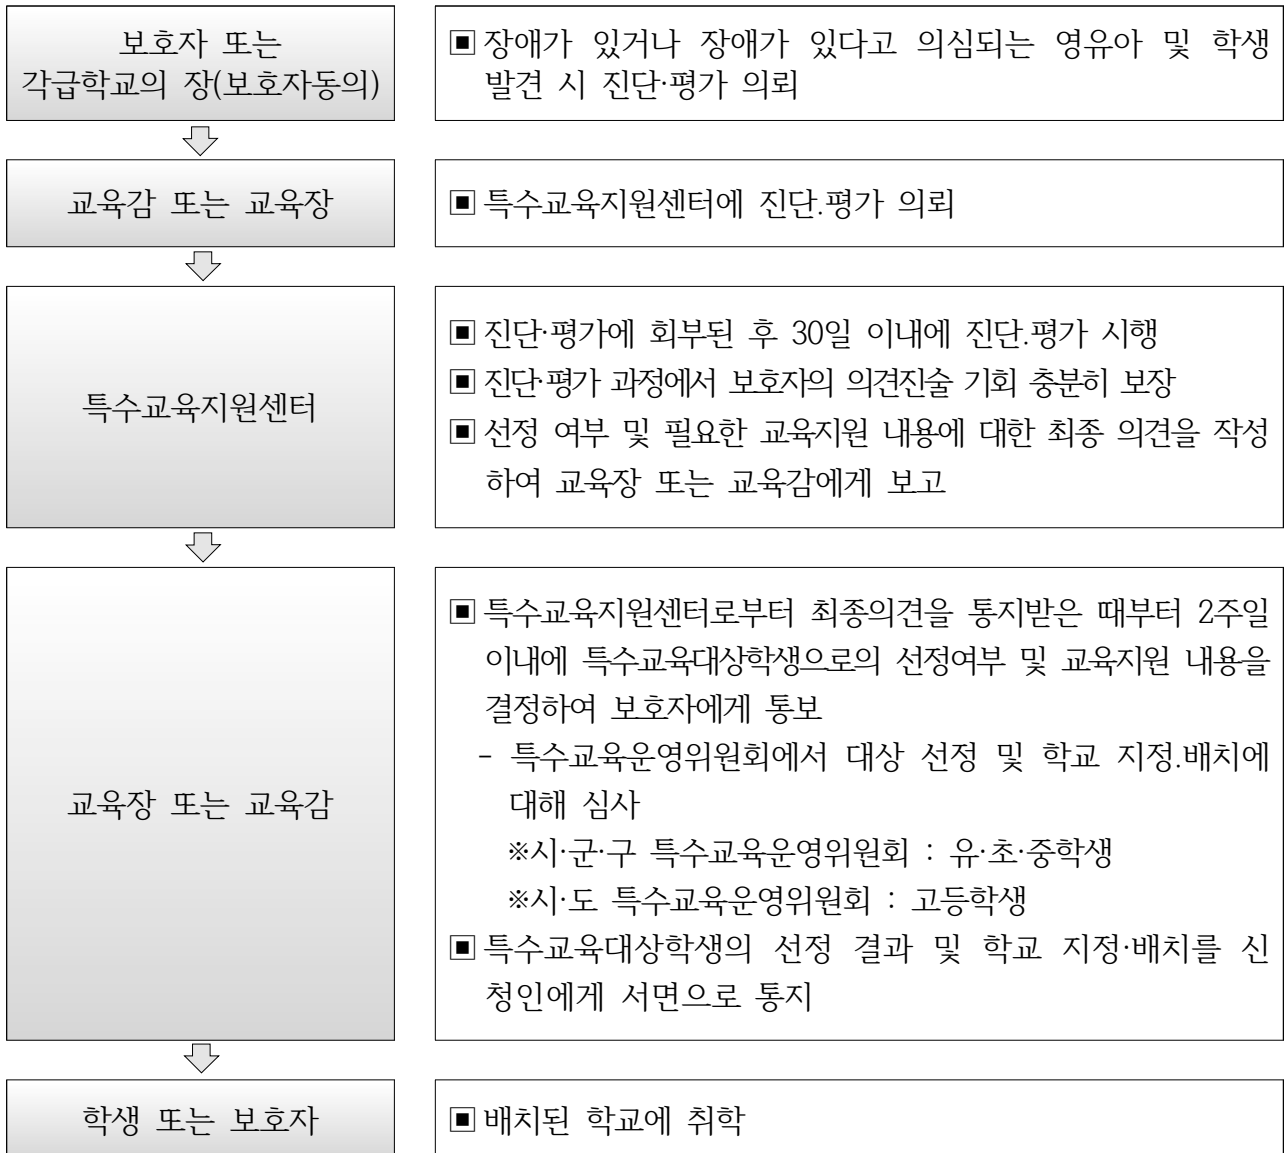 보호자 또는
각급학교의 장(보호자동의)
▣ 장애가 있거나 장애가 있다고 의심되는 영유아 및 학생
발견 시 진단·평가 의뢰
교육감 또는 교육장
▣ 특수교육지원센터에 진단.평가 의뢰
특수교육지원센터
▣ 진단·평가에 회부된 후 30일 이내에 진단.평가 시행
▣ 진단·평가 과정에서 보호자의 의견진술 기회 충분히 보장
▣ 선정 여부 및 필요한 교육지원 내용에 대한 최종 의견을 작성
하여 교육장 또는 교육감에게 보고
교육장 또는 교육감
▣ 특수교육지원센터로부터 최종의견을 통지받은 때부터 2주일
이내에 특수교육대상학생으로의 선정여부 및 교육지원 내용을
결정하여 보호자에게 통보
- 특수교육운영위원회에서 대상 선정 및 학교 지정.배치에
대해 심사
※시·군·구 특수교육운영위원회 : 유·초·중학생
※시·도 특수교육운영위원회 : 고등학생
▣ 특수교육대상학생의 선정 결과 및 학교 지정·배치를 신
청인에게 서면으로 통지
학생 또는 보호자
▣ 배치된 학교에 취학